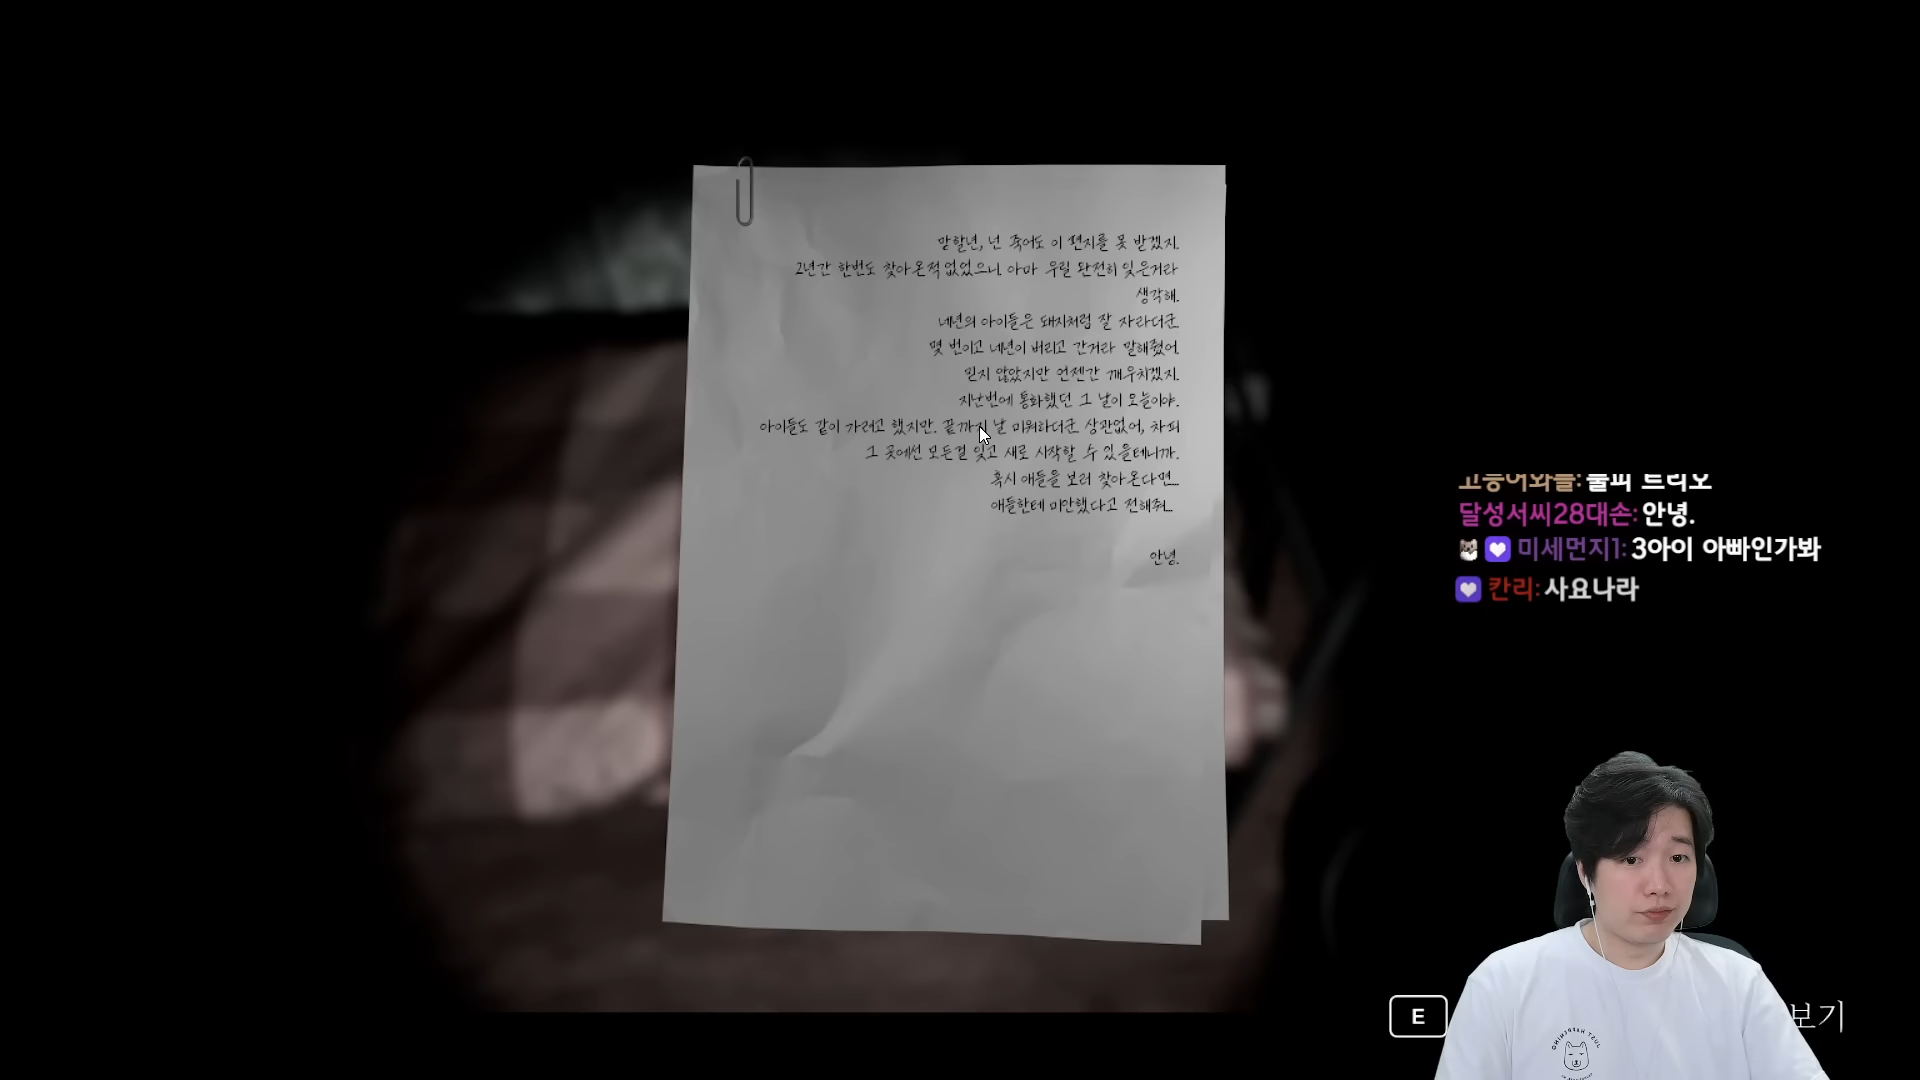 망할년, 넌 죽어도 이 편지를 못 받겠지.
2년간 한번도 찾아온적 없었으니. 아마 우릴 완전히 잊은거라
생각해.
네년의 아이들은 돼지처럼 잘 자라더군.
몇 번이고 네년이 버리고 간거라 말해줬어.
믿지 않았지만 언젠간 깨우치겠지.
지난번에 통화했던 그 날이 오늘이야.
아이들도 같이 가려고 했지만. 끝까지 날 미워하더군. 상관없어, 차피
그 곳에선 모든걸 잊고 새로 시작할 수 있을테니까.
혹시 애들을 보러 찾아온다면...
애들한테 미안했다고 전해줘...
안녕.
고등어와플: 둘피 트리오
달성서씨28대손: 안녕.
미세먼지1: 3아이 아빠인가봐
칸리: 사요나라
E
보기
JUST